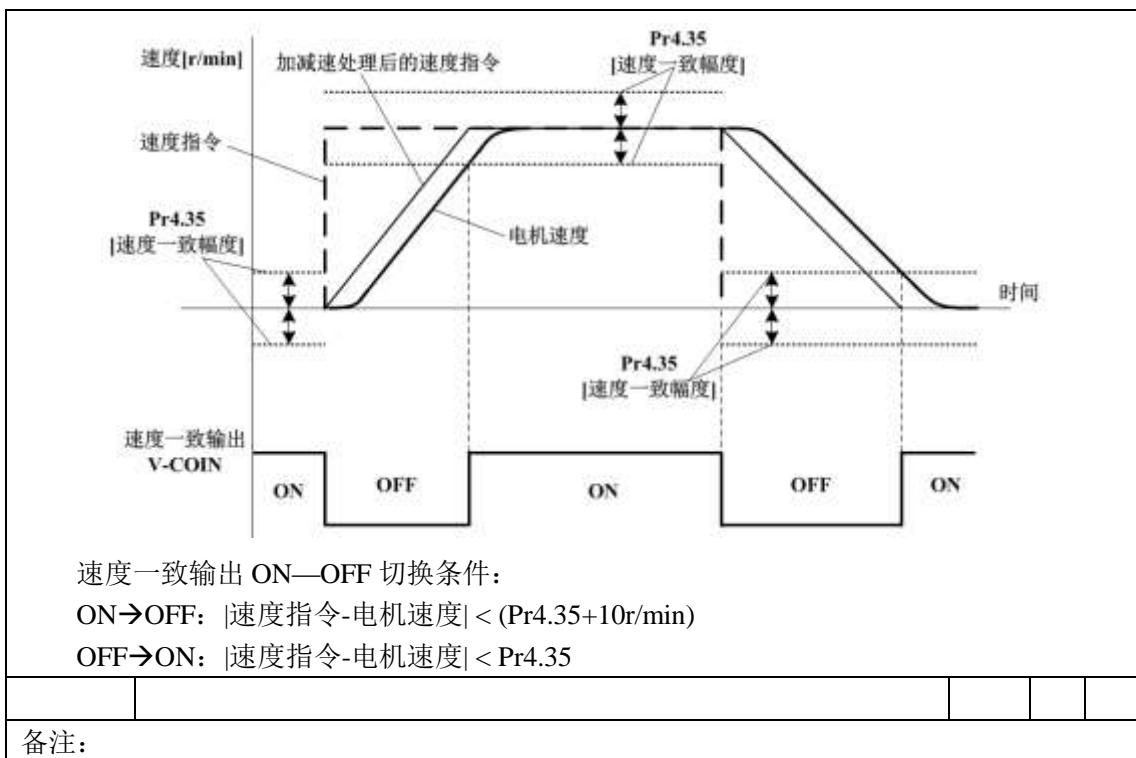 Pr4.35
[速度一致幅度]
速度[r/min]
加减速处理后的速度指令
速度指令
Pr4.35
[速度一致幅度]
电机速度
时间
Pr4.35
[速度一致幅度]
速度一致输出
V-COIN
ON
OFF
ON
OFF
ON
速度一致输出 ON—OFF 切换条件：
ON→OFF：|速度指令-电机速度| < (Pr4.35+10r/min)
OFF→ON：|速度指令-电机速度| < Pr4.35
备注：